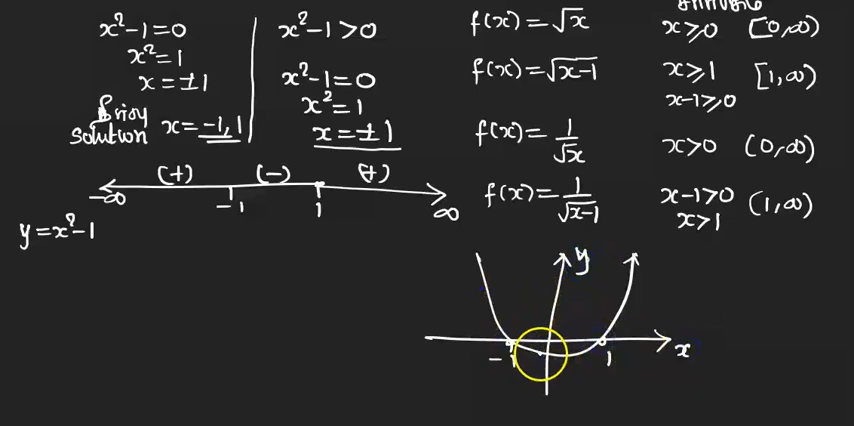 x²-1=0
x²=1
x=±1
solution x=-1,1
x²-1>0
x²-1=0
x²=1
x=±1
(+) (-) (+)
-∞ -1 1 ∞
y=x²-1
f(x)=√x x≥0 [0,∞)
f(x)=√(x-1) x≥1 [1,∞)
x-1≥0
f(x)=1/√x x>0 (0,∞)
f(x)=1/√(x-1) x-1>0 (1,∞)
x>1
y
-1 1 x